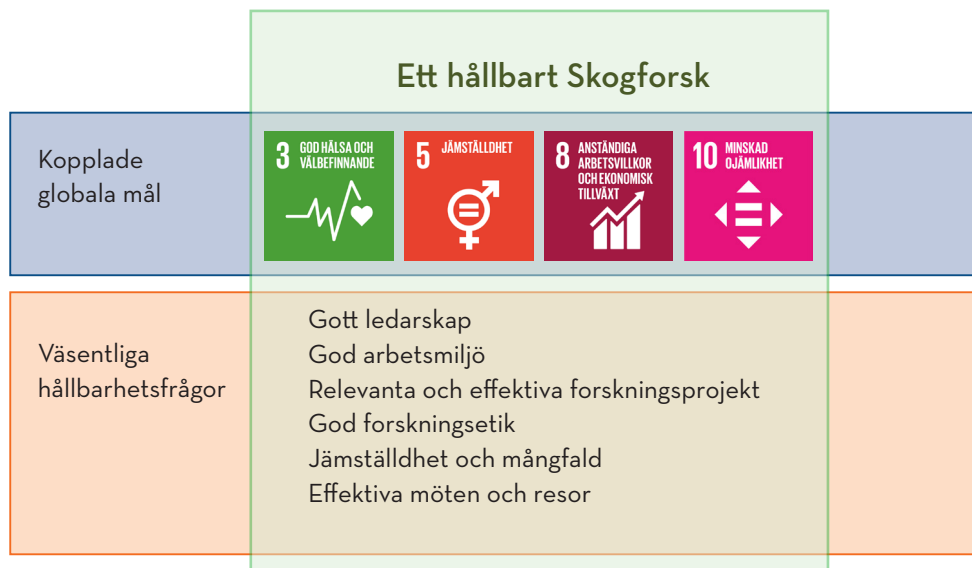 Ett hållbart Skogforsk
Kopplade
globala mål
3 GOD HÄLSA OCH
VÄLBEFINNANDE
5 JÄMSTÄLLDHET
8 ANSTÄNDIGA
ARBETSVILLKOR
OCH EKONOMISK
TILLVÄXT
10 MINSKAD
OJÄMLIKHET
Väsentliga
hållbarhetsfrågor
Gott ledarskap
God arbetsmiljö
Relevanta och effektiva forskningsprojekt
God forskningsetik
Jämställdhet och mångfald
Effektiva möten och resor